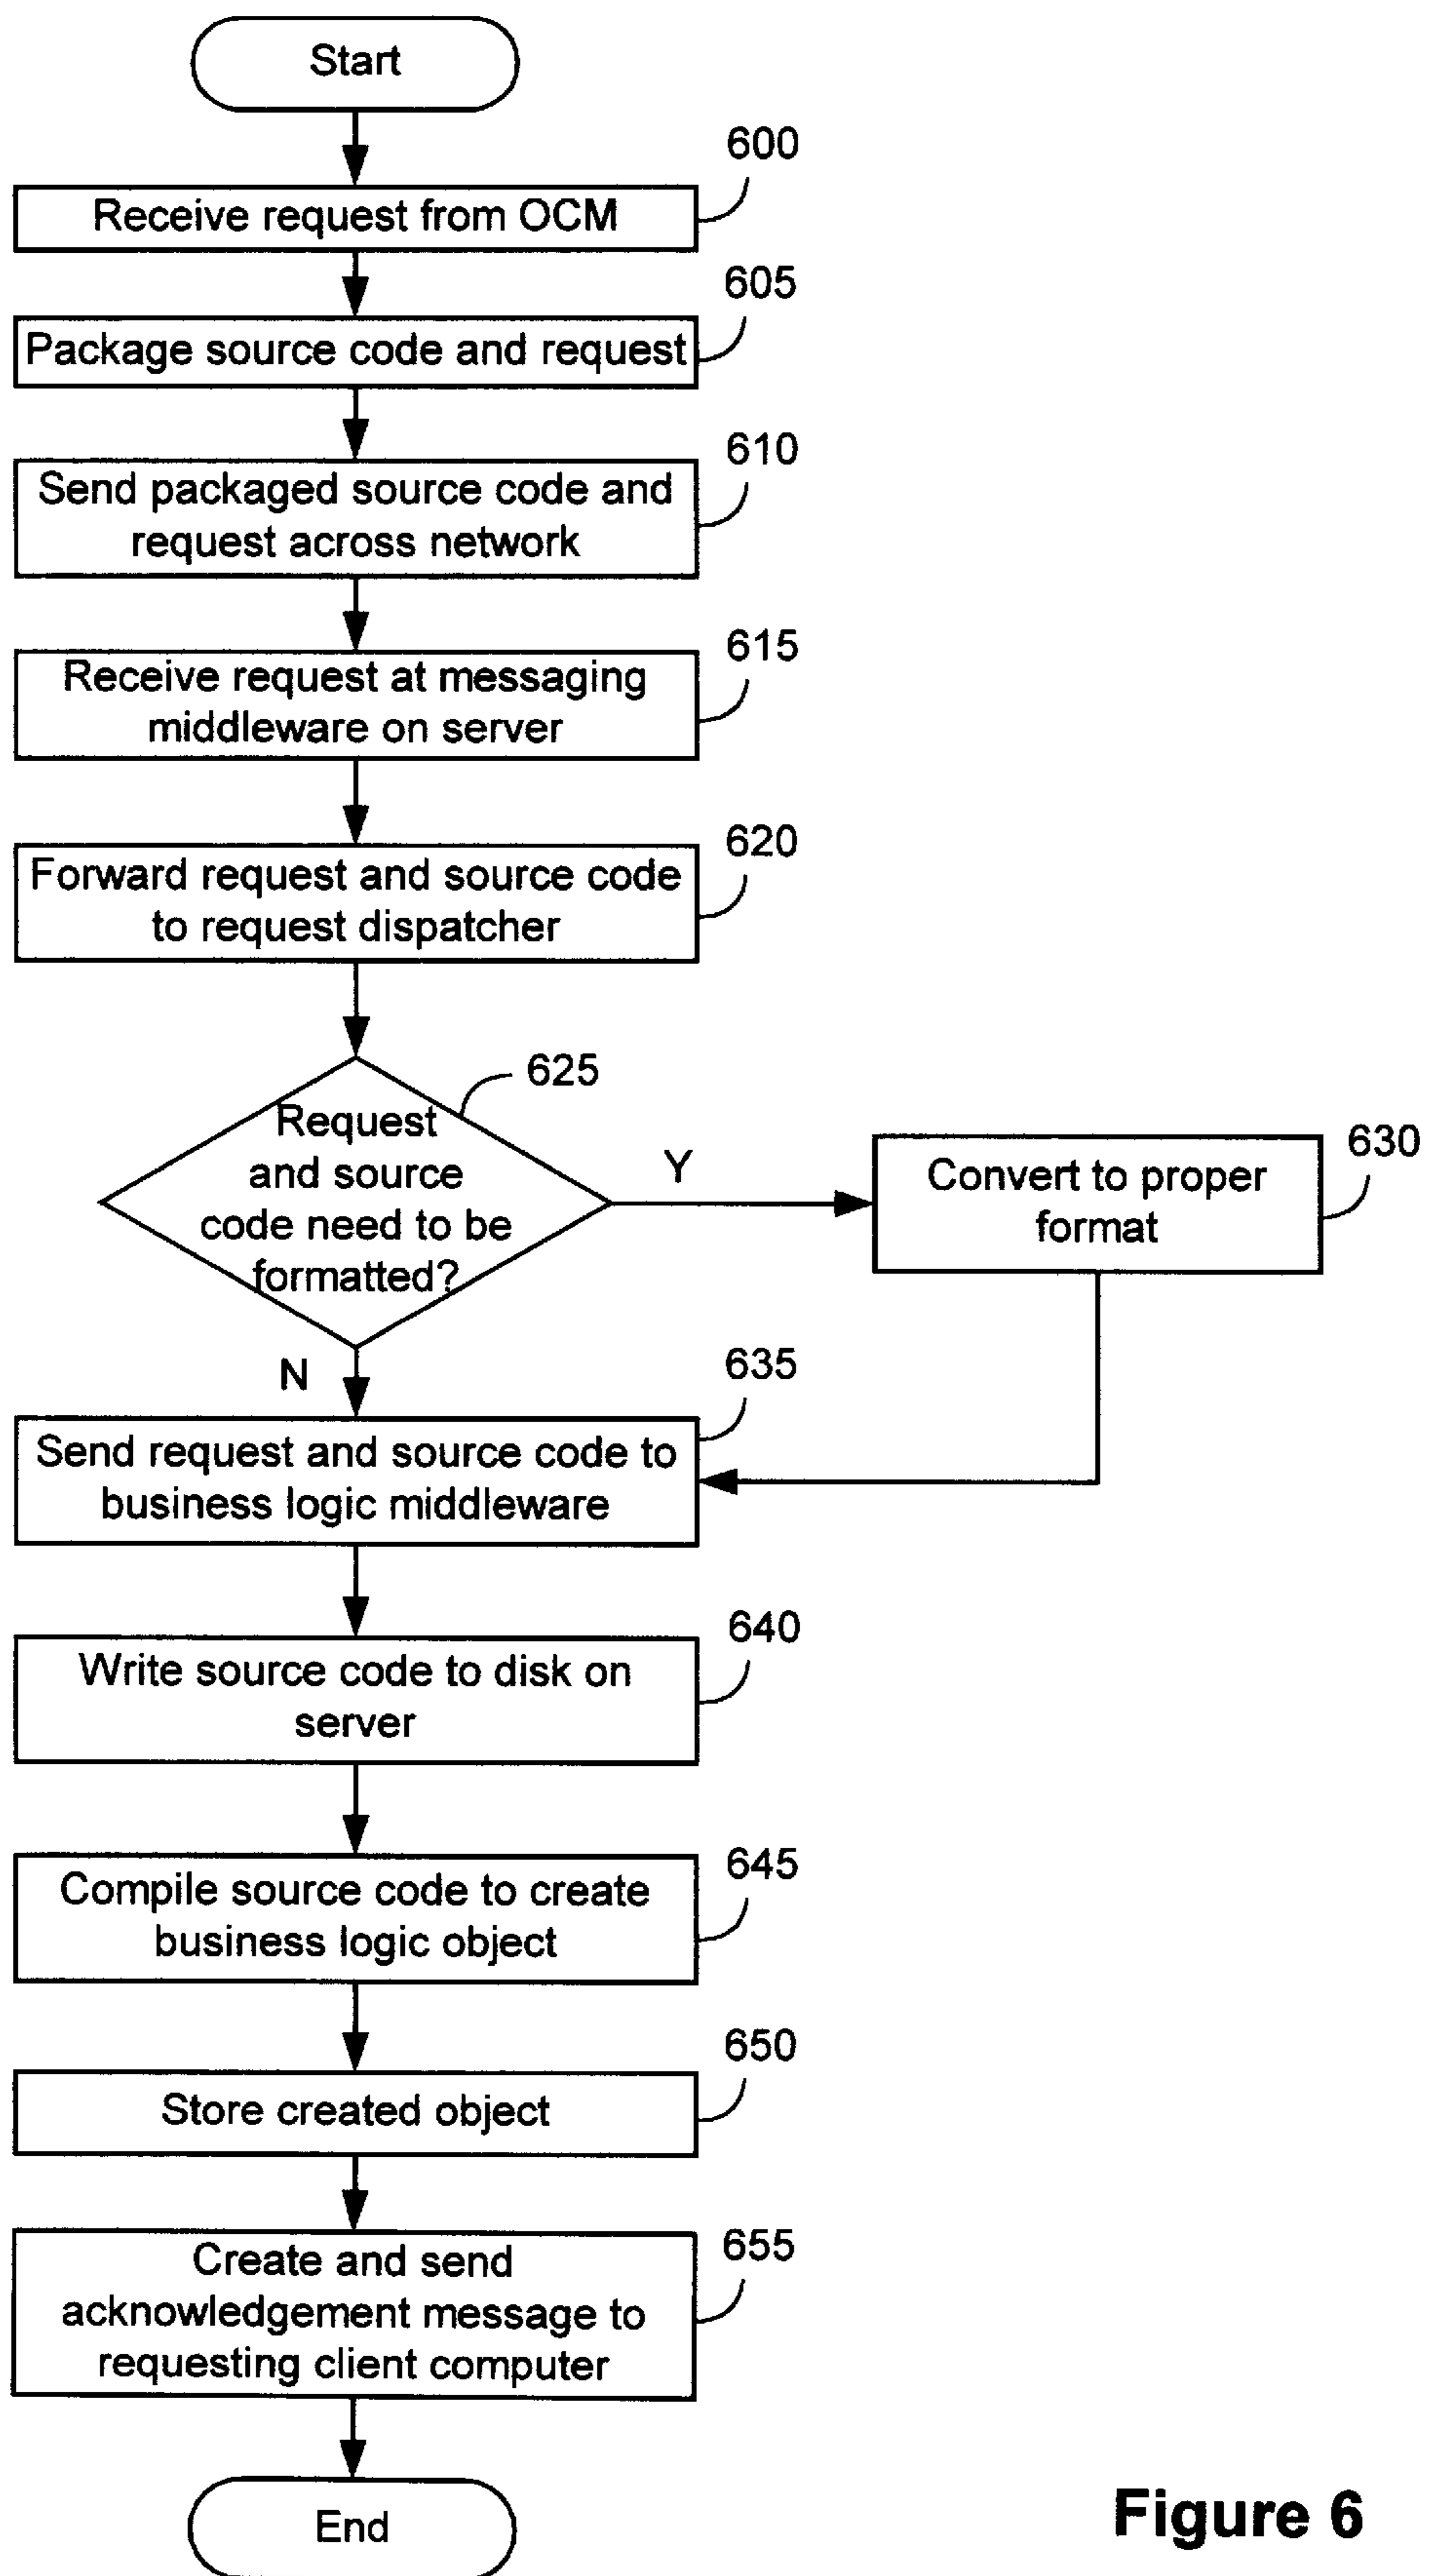 Start
600
Receive request from OCM
605
Package source code and request
610
Send packaged source code and
request across network
615
Receive request at messaging
middleware on server
620
Forward request and source code
to request dispatcher
625
Request
and source
code need to be
formatted?
Y
630
Convert to proper
format
N
635
Send request and source code to
business logic middleware
640
Write source code to disk on
server
645
Compile source code to create
business logic object
650
Store created object
655
Create and send
acknowledgement message to
requesting client computer
End
Figure 6